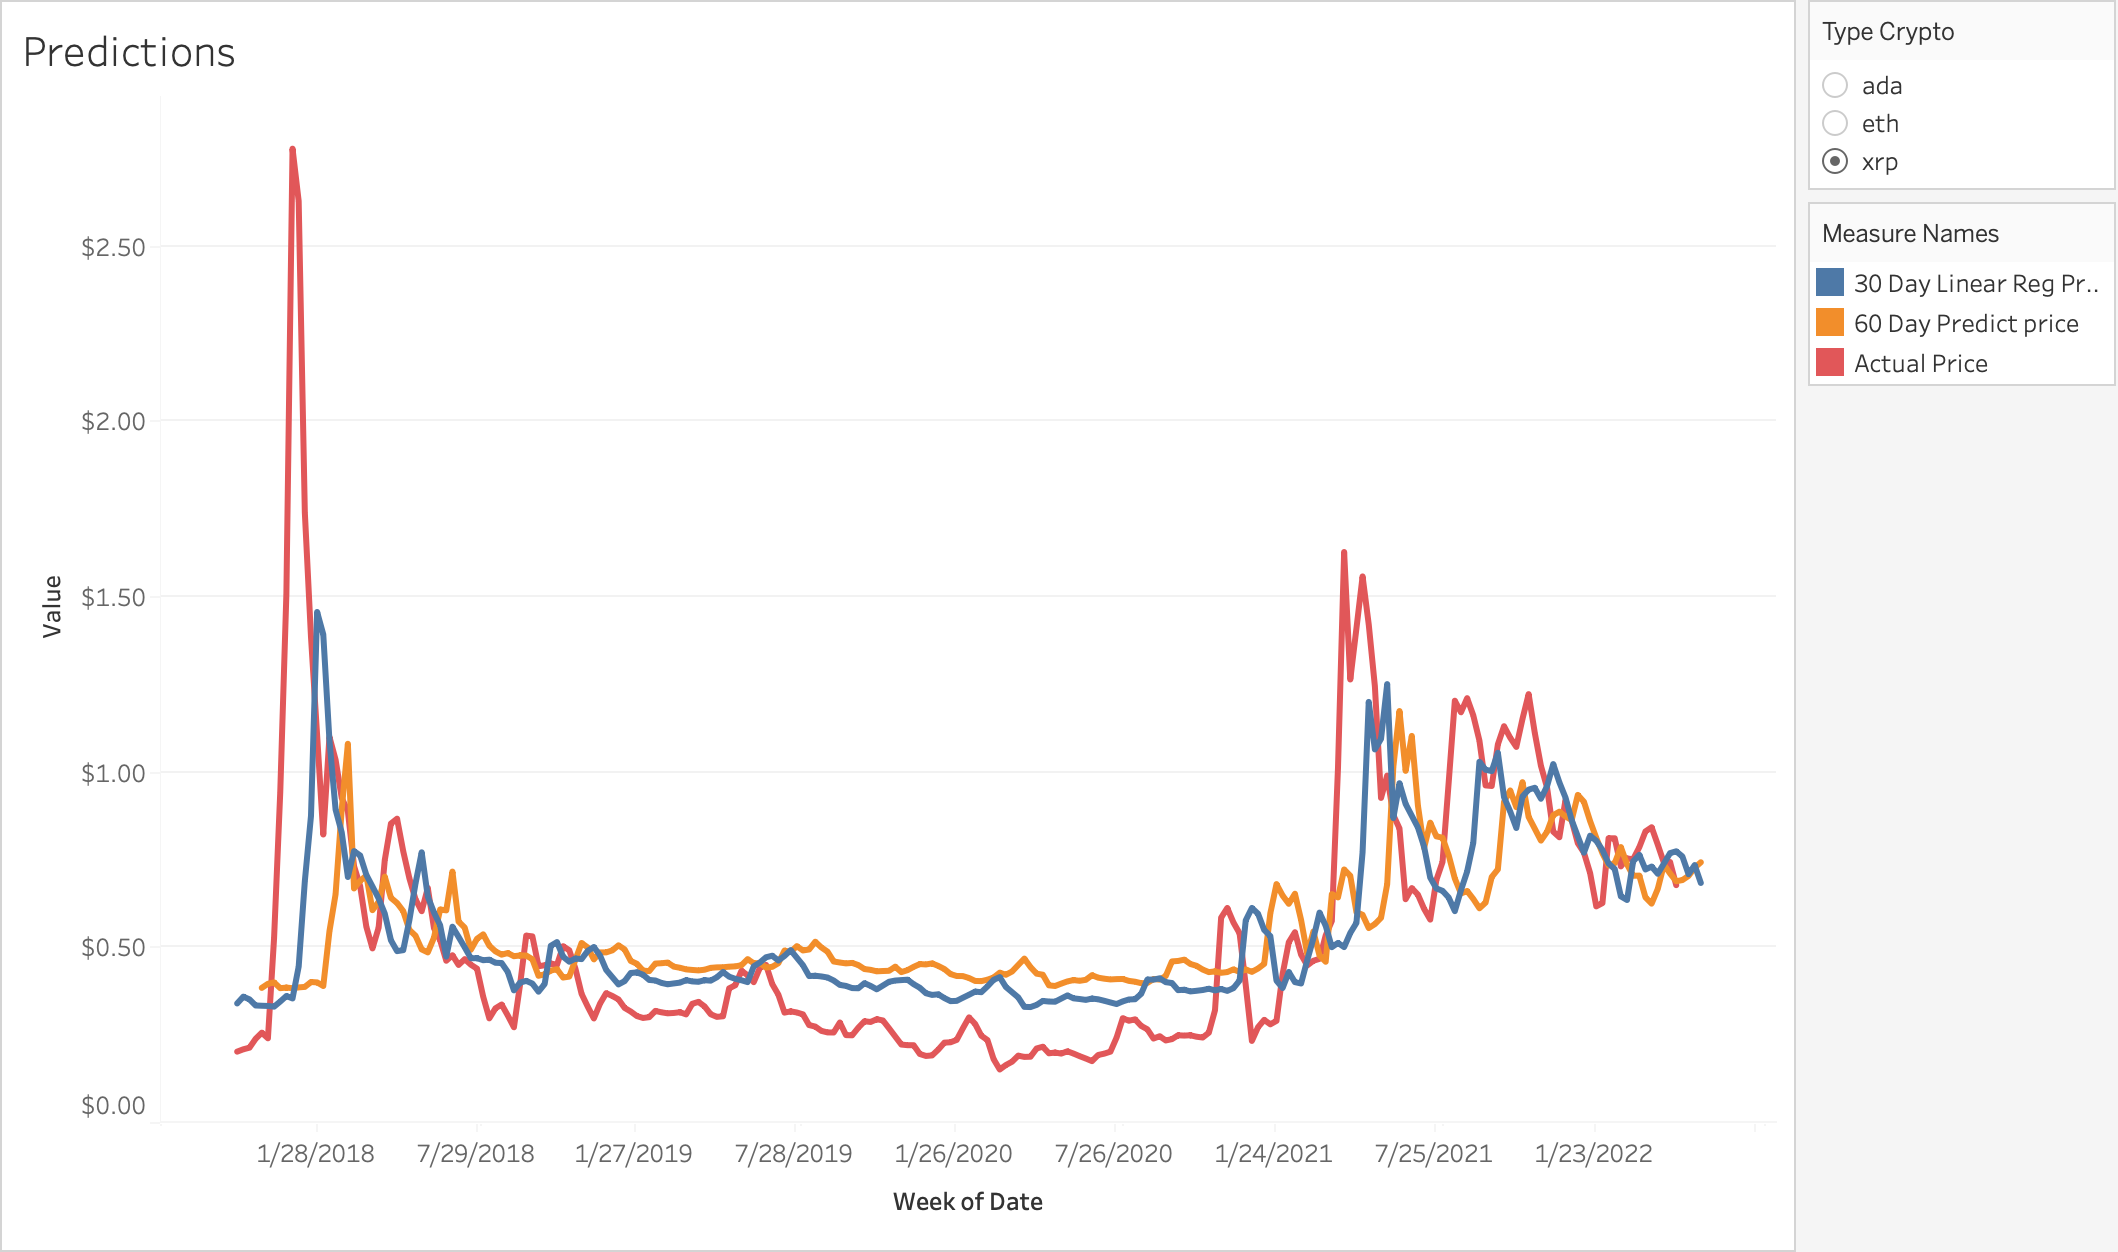 Predictions
$2.50
$2.00
$1.50
$1.00
$0.50
$0.00
Value
1/28/2018 7/29/2018 1/27/2019 7/28/2019 1/26/2020 7/26/2020 1/24/2021 7/25/2021 1/23/2022
Week of Date
Type Crypto
ada
eth
xrp
Measure Names
30 Day Linear Reg Pr..
60 Day Predict price
Actual Price